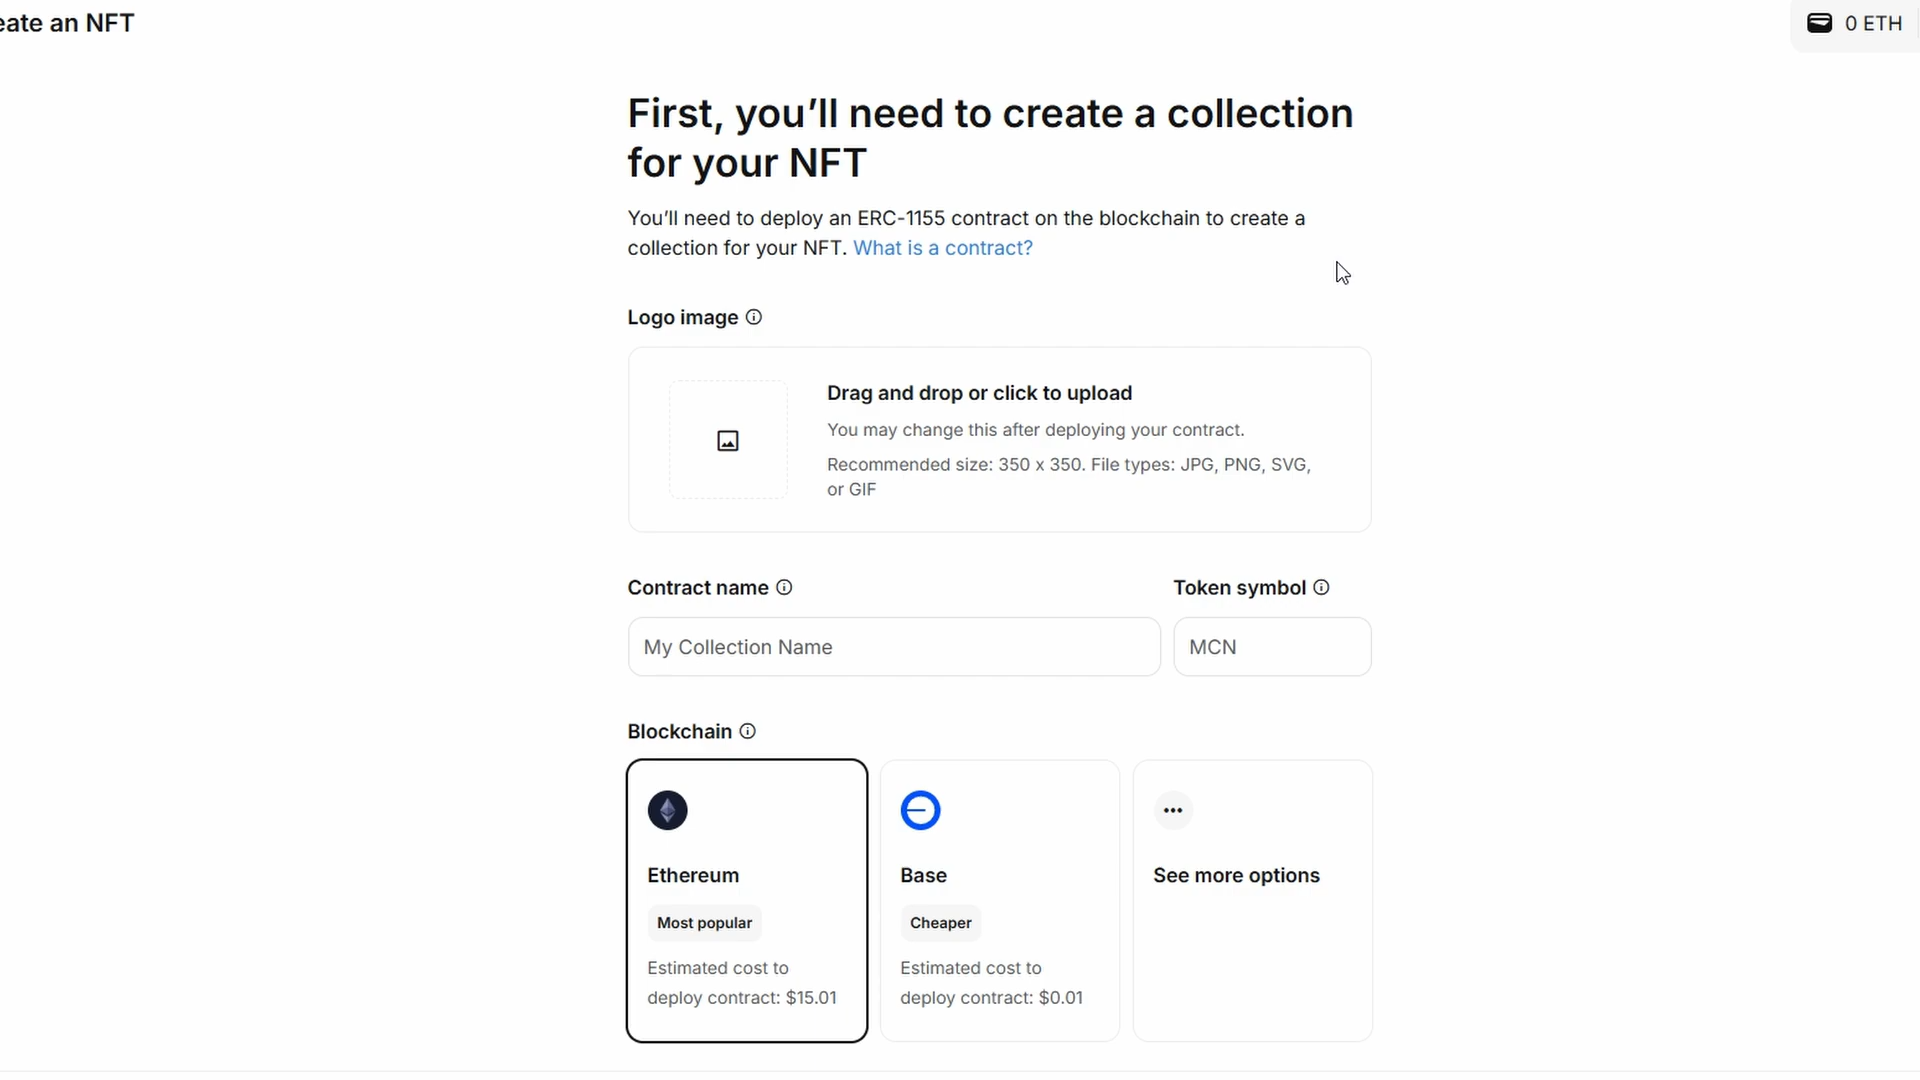 eate an NFT
0 ETH
First, you’ll need to create a collection
for your NFT
You’ll need to deploy an ERC-1155 contract on the blockchain to create a
collection for your NFT. What is a contract?
Logo image
Drag and drop or click to upload
You may change this after deploying your contract.
Recommended size: 350 x 350. File types: JPG, PNG, SVG,
or GIF
Contract name
Token symbol
My Collection Name
MCN
Blockchain
Ethereum
Most popular
Estimated cost to
deploy contract: $15.01
Base
Cheaper
Estimated cost to
deploy contract: $0.01
See more options